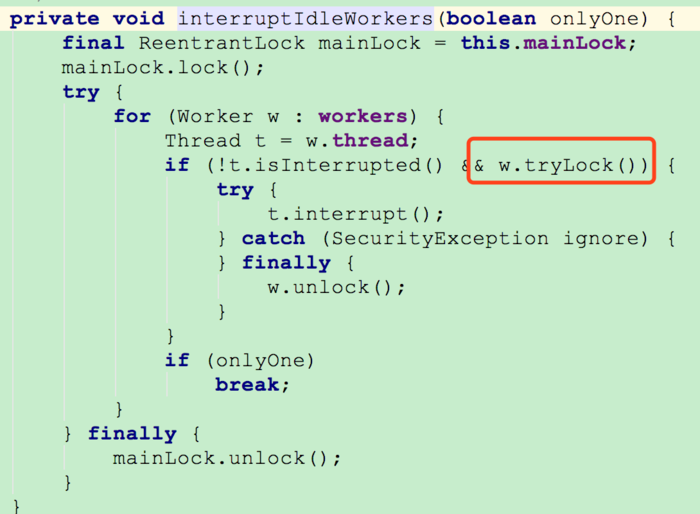 private void interruptIdleWorkers(boolean onlyOne) {
    final ReentrantLock mainLock = this.mainLock;
    mainLock.lock();
    try {
        for (Worker w : workers) {
            Thread t = w.thread;
            if (!t.isInterrupted() && w.tryLock()) {
                try {
                    t.interrupt();
                } catch (SecurityException ignore) {
                } finally {
                    w.unlock();
                }
            }
            if (onlyOne)
                break;
        }
    } finally {
        mainLock.unlock();
    }
}